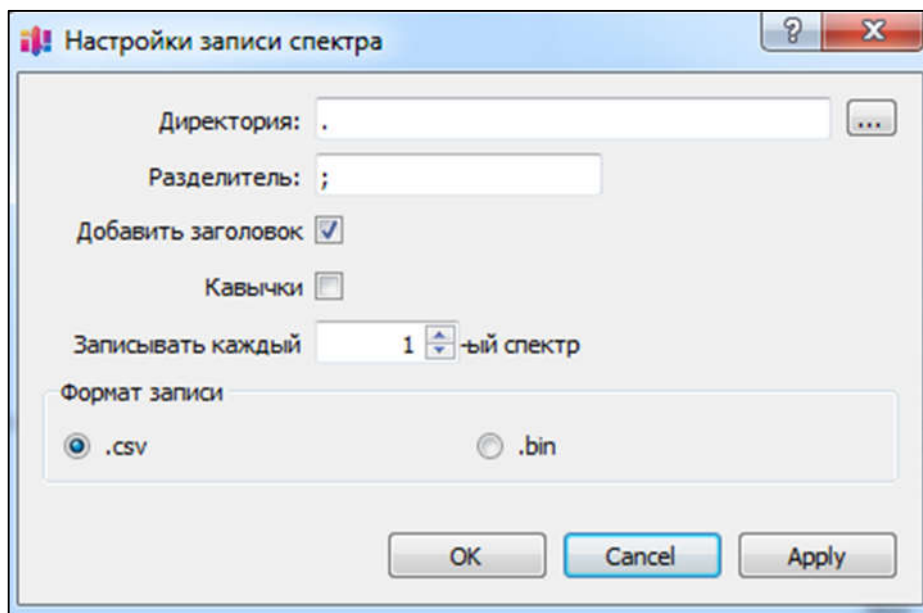 Настройки записи спектра
?
Директория: . ...
Разделитель: ;
Добавить заголовок
Кавычки
Записывать каждый 1 -ый спектр
Формат записи
.csv .bin
OK Cancel Apply